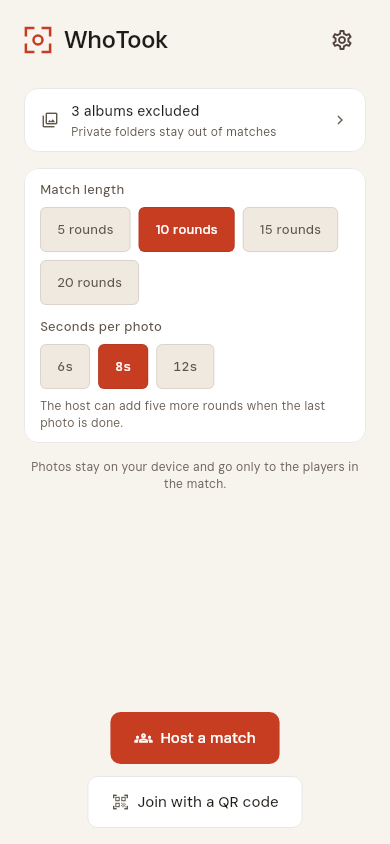 WhoTook
3 albums excluded
Private folders stay out of matches
Match length
5 rounds
10 rounds
15 rounds
20 rounds
Seconds per photo
6s
8s
12s
The host can add five more rounds when the last
photo is done.
Photos stay on your device and go only to the players in
the match.
Host a match
Join with a QR code